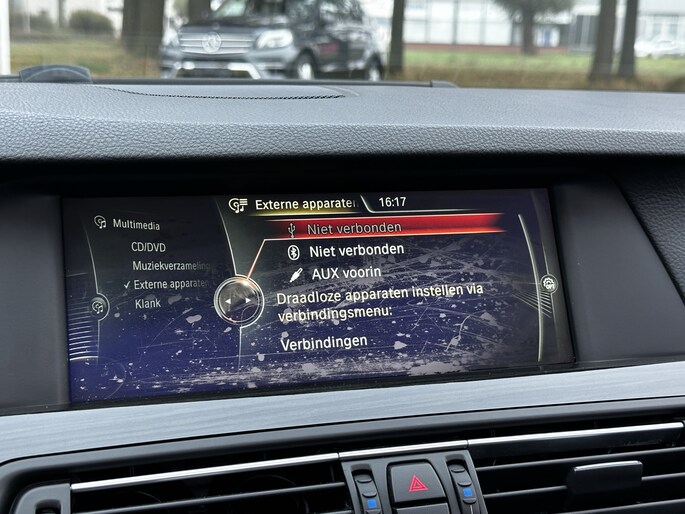 Externe apparaten
16:17
Multimedia
CD/DVD
Muziekverzameling
Externe apparaten
Klank
Niet verbonden
Niet verbonden
AUX voorin
Draadloze apparaten instellen via
verbindingsmenu:
Verbindingen